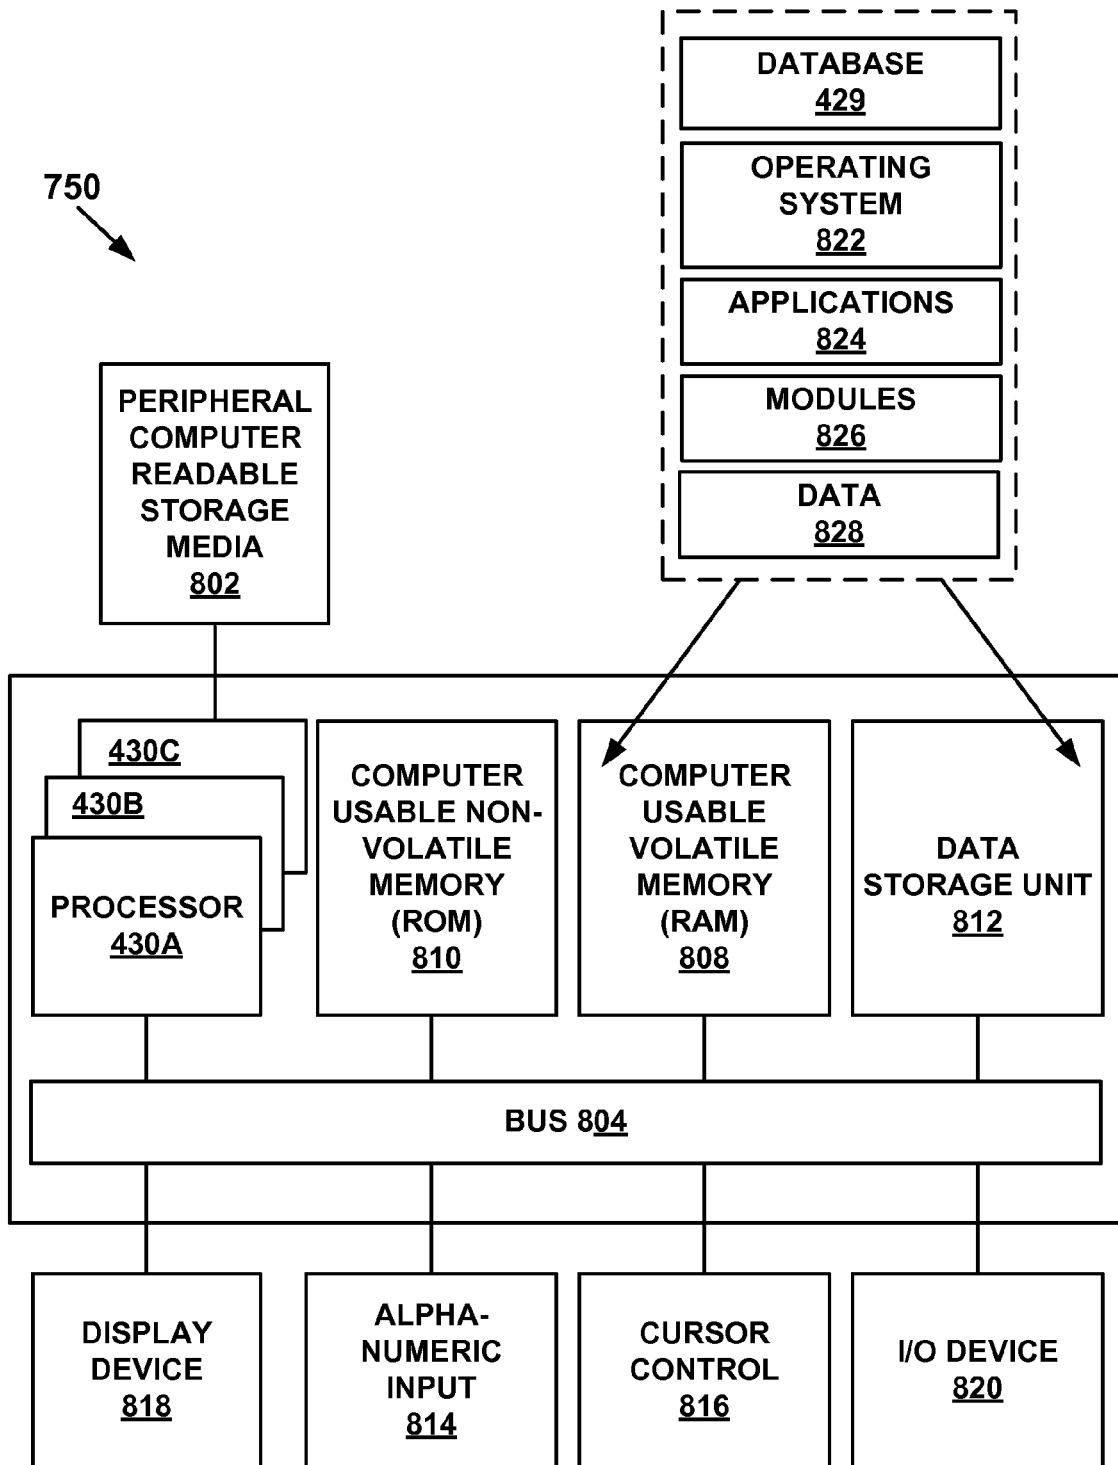 DATABASE
429
OPERATING
SYSTEM
822
APPLICATIONS
824
MODULES
826
DATA
828
750
PERIPHERAL
COMPUTER
READABLE
STORAGE
MEDIA
802
430C
430B
PROCESSOR
430A
COMPUTER
USABLE NON-
VOLATILE
MEMORY
(ROM)
810
COMPUTER
USABLE
VOLATILE
MEMORY
(RAM)
808
DATA
STORAGE UNIT
812
BUS 804
DISPLAY
DEVICE
818
ALPHA-
NUMERIC
INPUT
814
CURSOR
CONTROL
816
I/O DEVICE
820